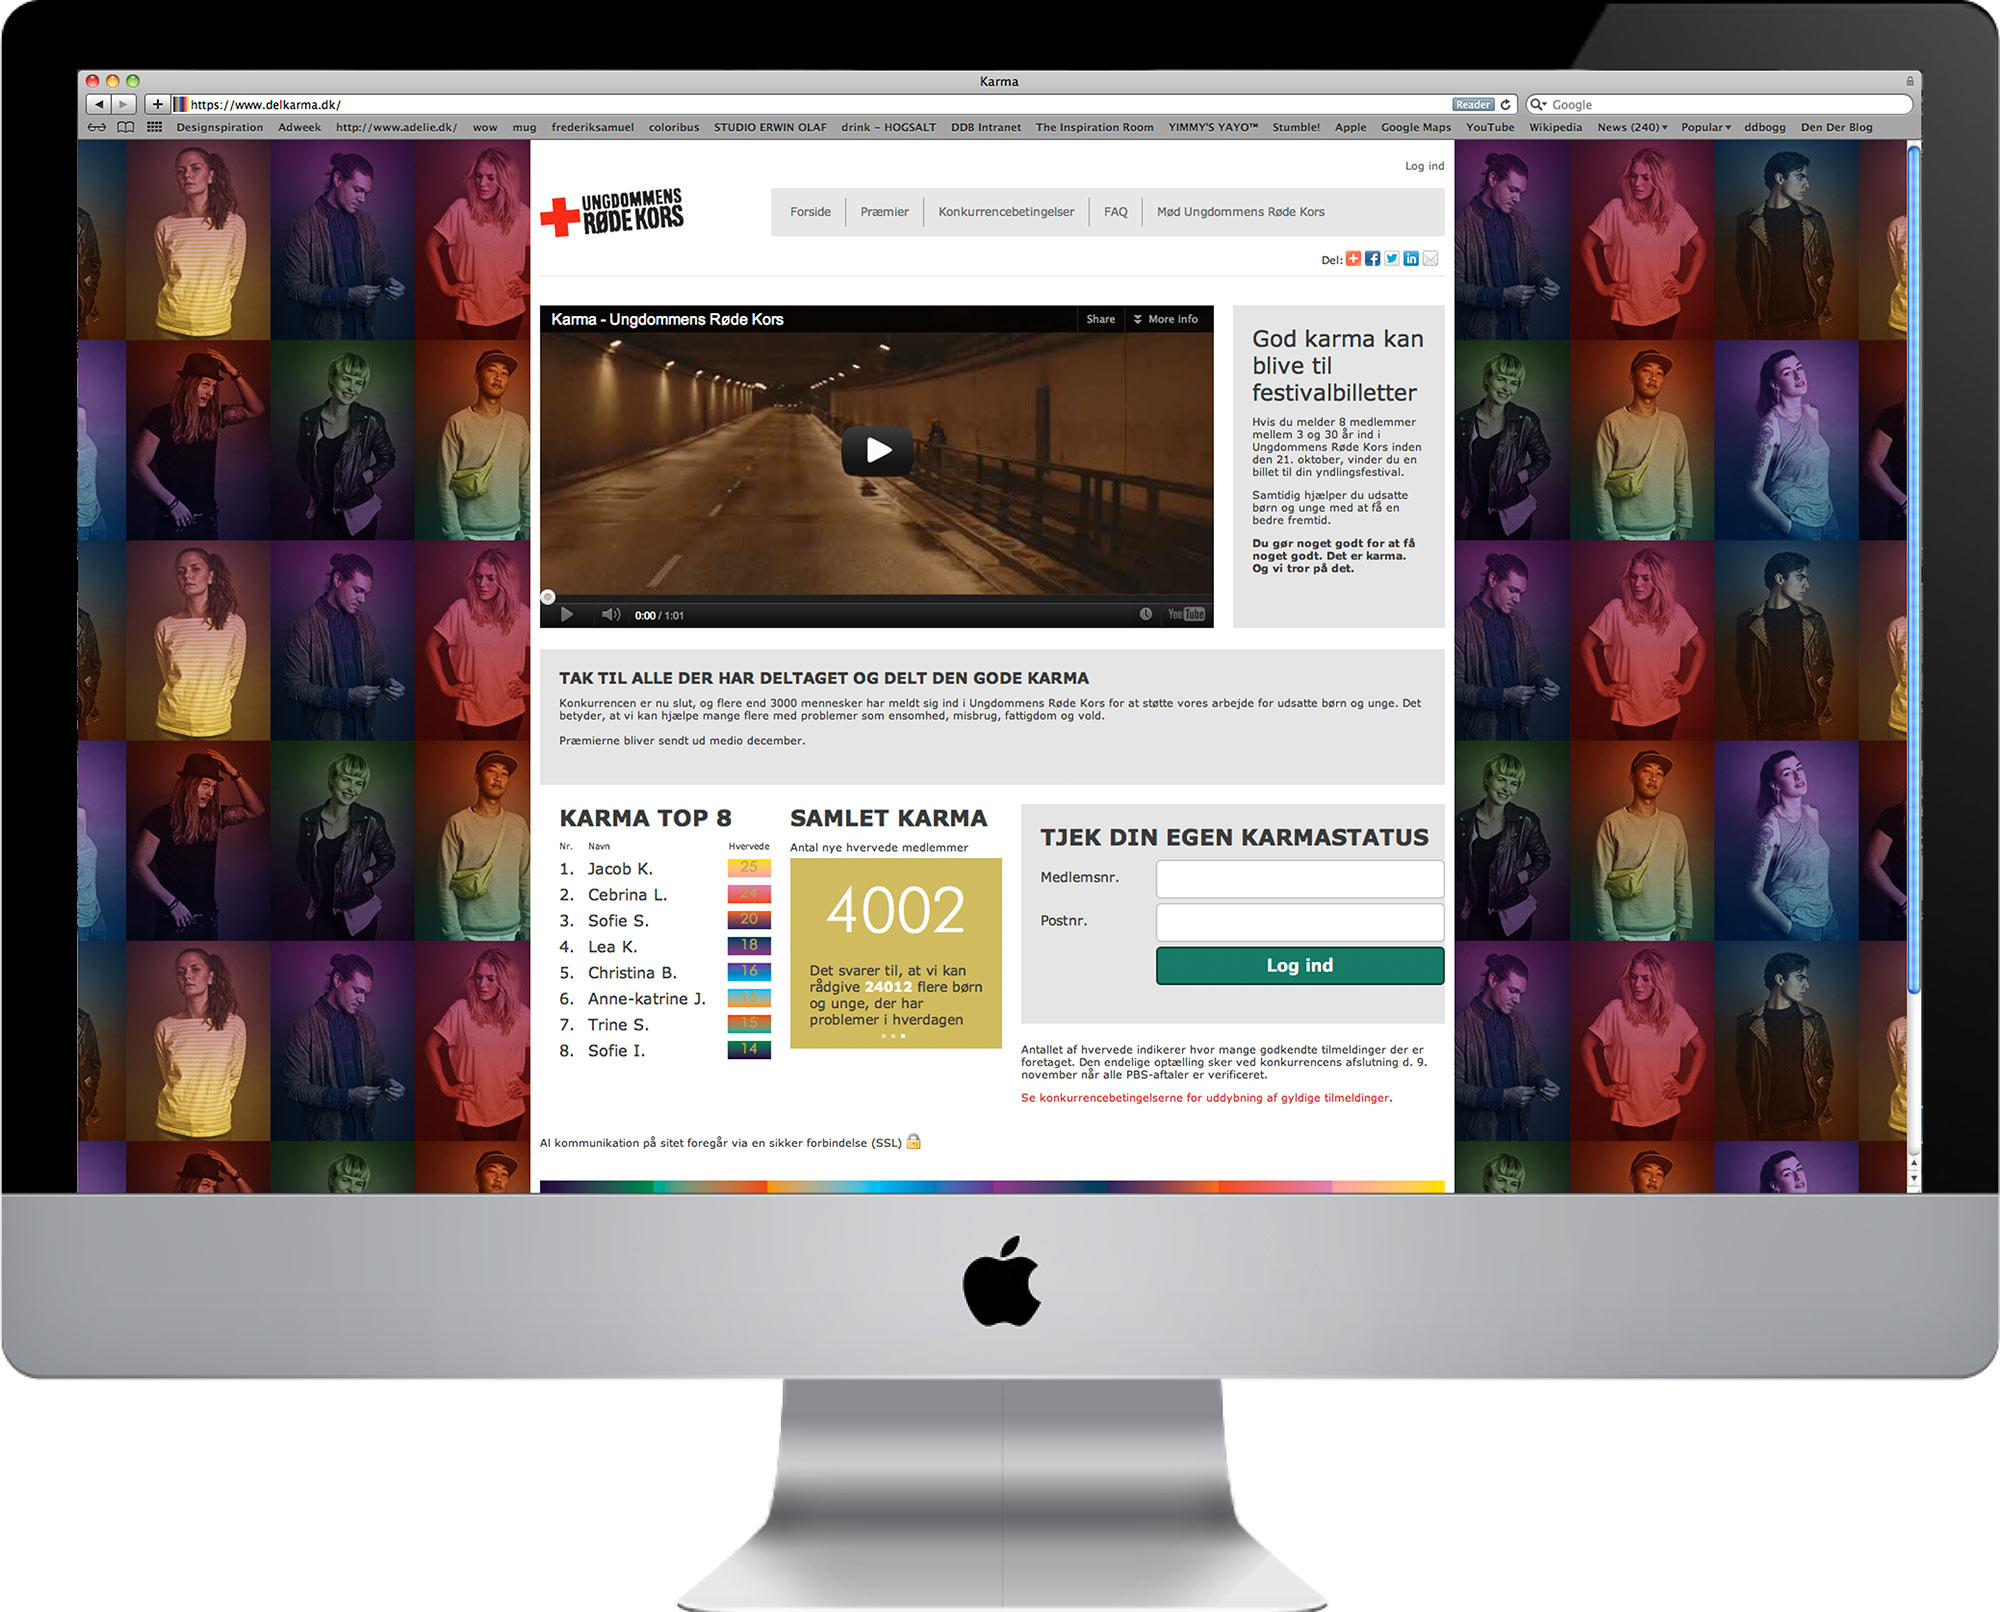 Karma
https://www.delkarma.dk/
Reader
Google
Designspiration Adweek http://www.adelie.dk/ wow mug frederiksamuel coloribus STUDIO ERWIN OLAF drink – HOGSALT DDB Intranet The Inspiration Room YIMMY'S YAYO™ Stumble! Apple Google Maps YouTube Wikipedia News (240) Popular ddbogg Den Der Blog
Log ind
UNGDOMMENS
RØDE KORS
Forside Præmier Konkurrencebetingelser FAQ Mød Ungdommens Røde Kors
Del:
Karma - Ungdommens Røde Kors
Share More info
0:00 / 1:01
YouTube
God karma kan
blive til
festivalbilletter
Hvis du melder 8 medlemmer
mellem 3 og 30 år ind i
Ungdommens Røde Kors inden
den 21. oktober, vinder du en
billet til din yndlingsfestival.
Samtidig hjælper du udsatte
børn og unge med at få en
bedre fremtid.
Du gør noget godt for at få
noget godt. Det er karma.
Og vi tror på det.
TAK TIL ALLE DER HAR DELTAGET OG DELT DEN GODE KARMA
Konkurrencen er nu slut, og flere end 3000 mennesker har meldt sig ind i Ungdommens Røde Kors for at støtte vores arbejde for udsatte børn og unge. Det
betyder, at vi kan hjælpe mange flere med problemer som ensomhed, misbrug, fattigdom og vold.
Præmierne bliver sendt ud medio december.
KARMA TOP 8
Nr. Navn Hvervede
1. Jacob K. 25
2. Cebrina L. 24
3. Sofie S. 20
4. Lea K. 18
5. Christina B. 16
6. Anne-katrine J. 16
7. Trine S. 15
8. Sofie I. 14
SAMLET KARMA
Antal nye hvervede medlemmer
4002
Det svarer til, at vi kan
rådgive 24012 flere børn
og unge, der har
problemer i hverdagen
TJEK DIN EGEN KARMASTATUS
Medlemsnr.
Postnr.
Log ind
Antallet af hvervede indikerer hvor mange godkendte tilmeldinger der er
foretaget. Den endelige optælling sker ved konkurrencens afslutning d. 9.
november når alle PBS-aftaler er verificeret.
Se konkurrencebetingelserne for uddybning af gyldige tilmeldinger.
Al kommunikation på sitet foregår via en sikker forbindelse (SSL)